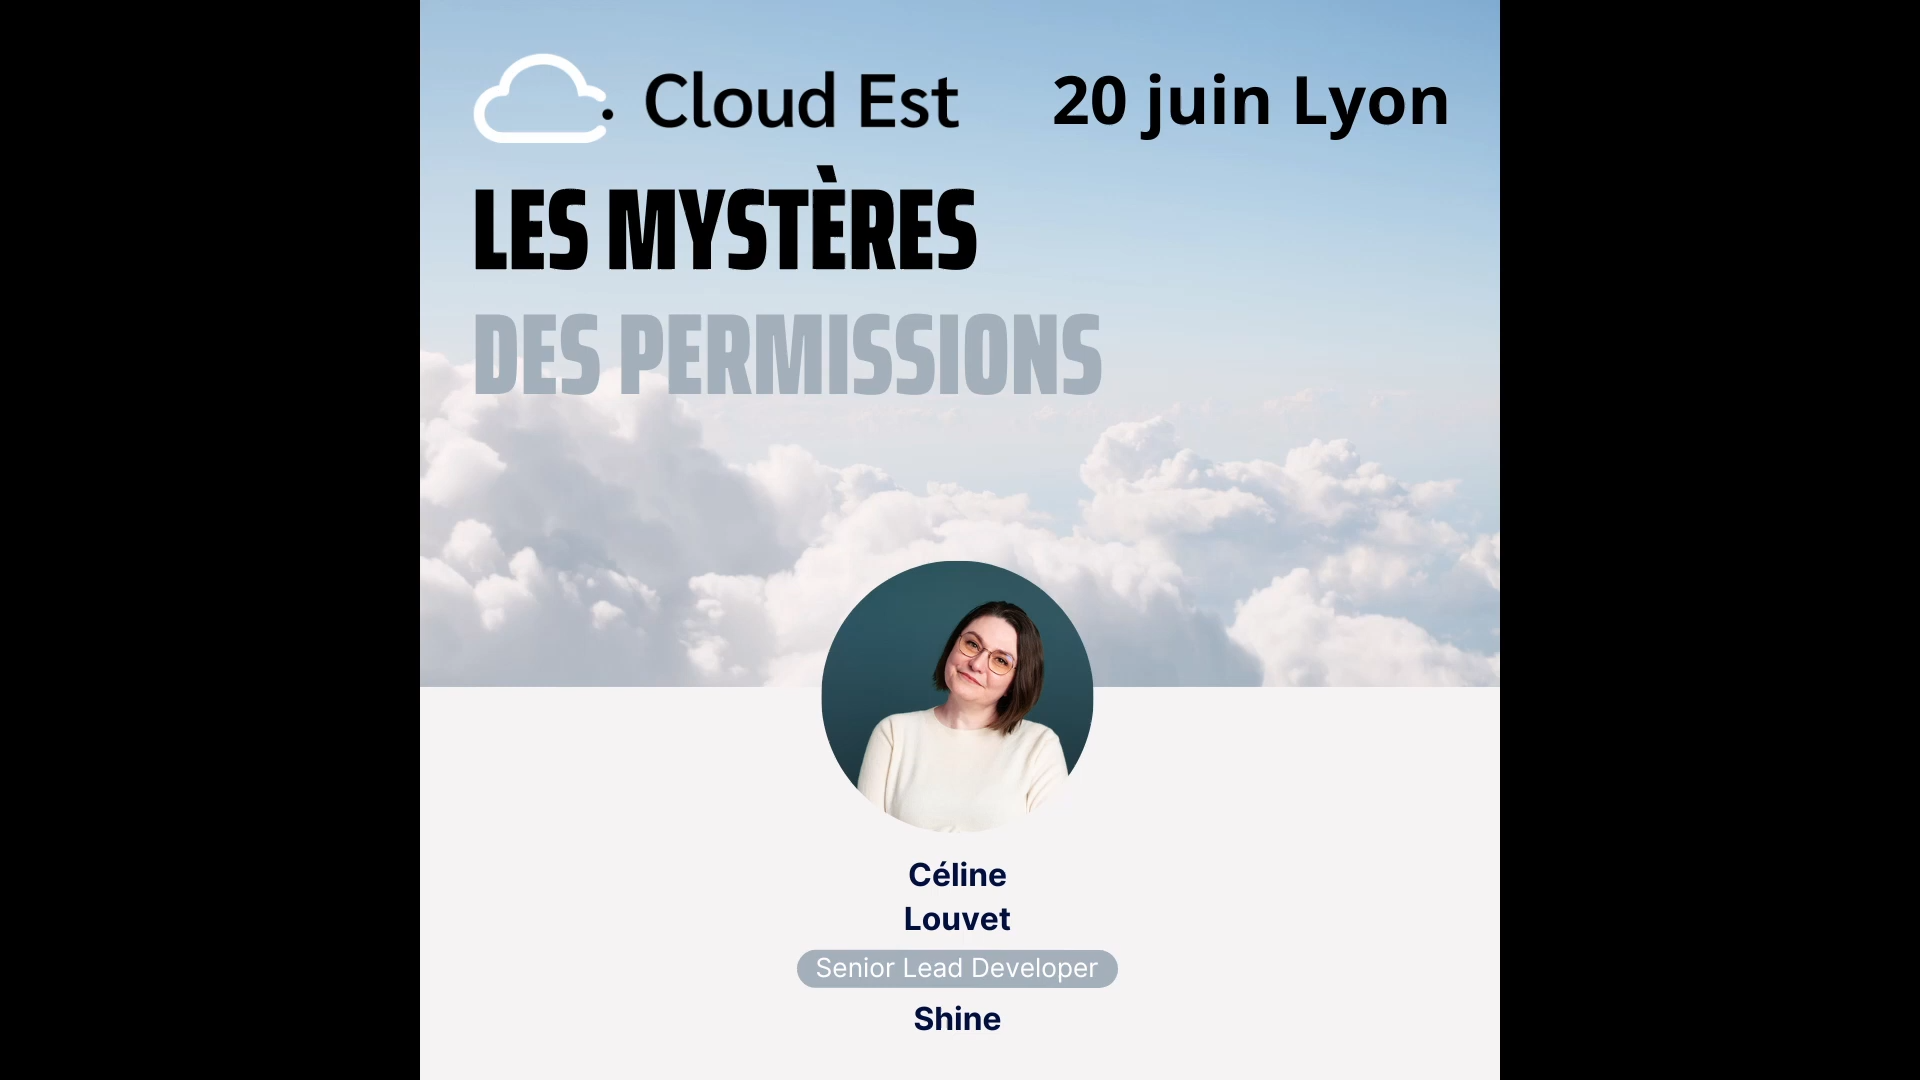 Cloud Est
20 juin Lyon
LES MYSTÈRES
DES PERMISSIONS
Céline
Louvet
Senior Lead Developer
Shine